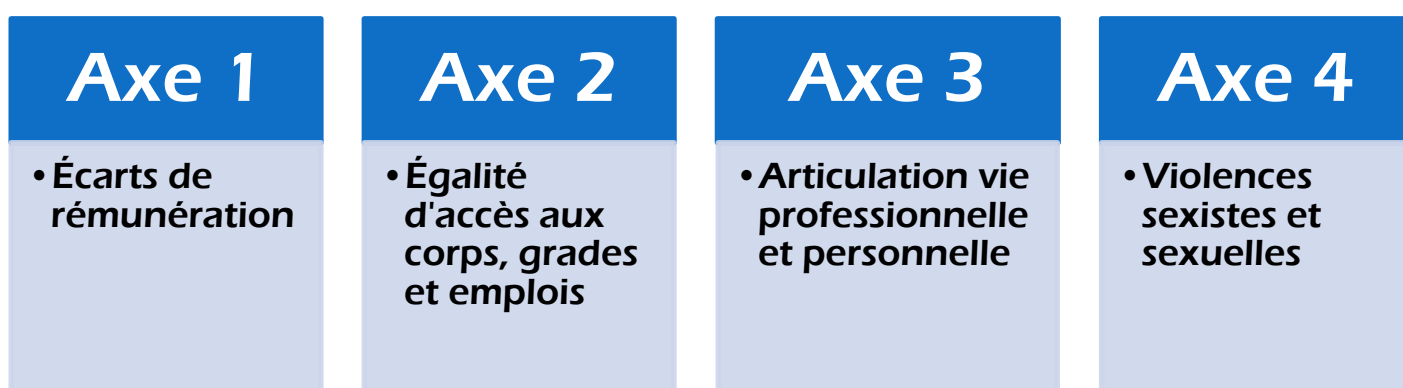 Axe 1
• Écarts de
rémunération
Axe 2
• Égalité
d'accès aux
corps, grades
et emplois
Axe 3
• Articulation vie
professionnelle
et personnelle
Axe 4
• Violences
sexistes et
sexuelles